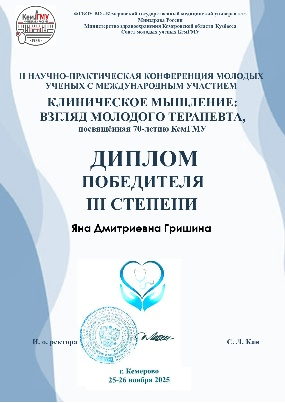 ФГБОУ ВО «Кемеровский государственный медицинский университет»
Минздрава России
Министерство здравоохранения Кемеровской области Кузбасса
Совет молодых ученых КемГМУ
КемГМУ
II НАУЧНО-ПРАКТИЧЕСКАЯ КОНФЕРЕНЦИЯ МОЛОДЫХ
УЧЕНЫХ С МЕЖДУНАРОДНЫМ УЧАСТИЕМ
КЛИНИЧЕСКОЕ МЫШЛЕНИЕ:
ВЗГЛЯД МОЛОДОГО ТЕРАПЕВТА,
посвящённая 70-летию КемГМУ
ДИПЛОМ
ПОБЕДИТЕЛЯ
III СТЕПЕНИ
Яна Дмитриевна Гришина
И.о. ректора
С. Л. Кан
г. Кемерово
25-26 ноября 2025